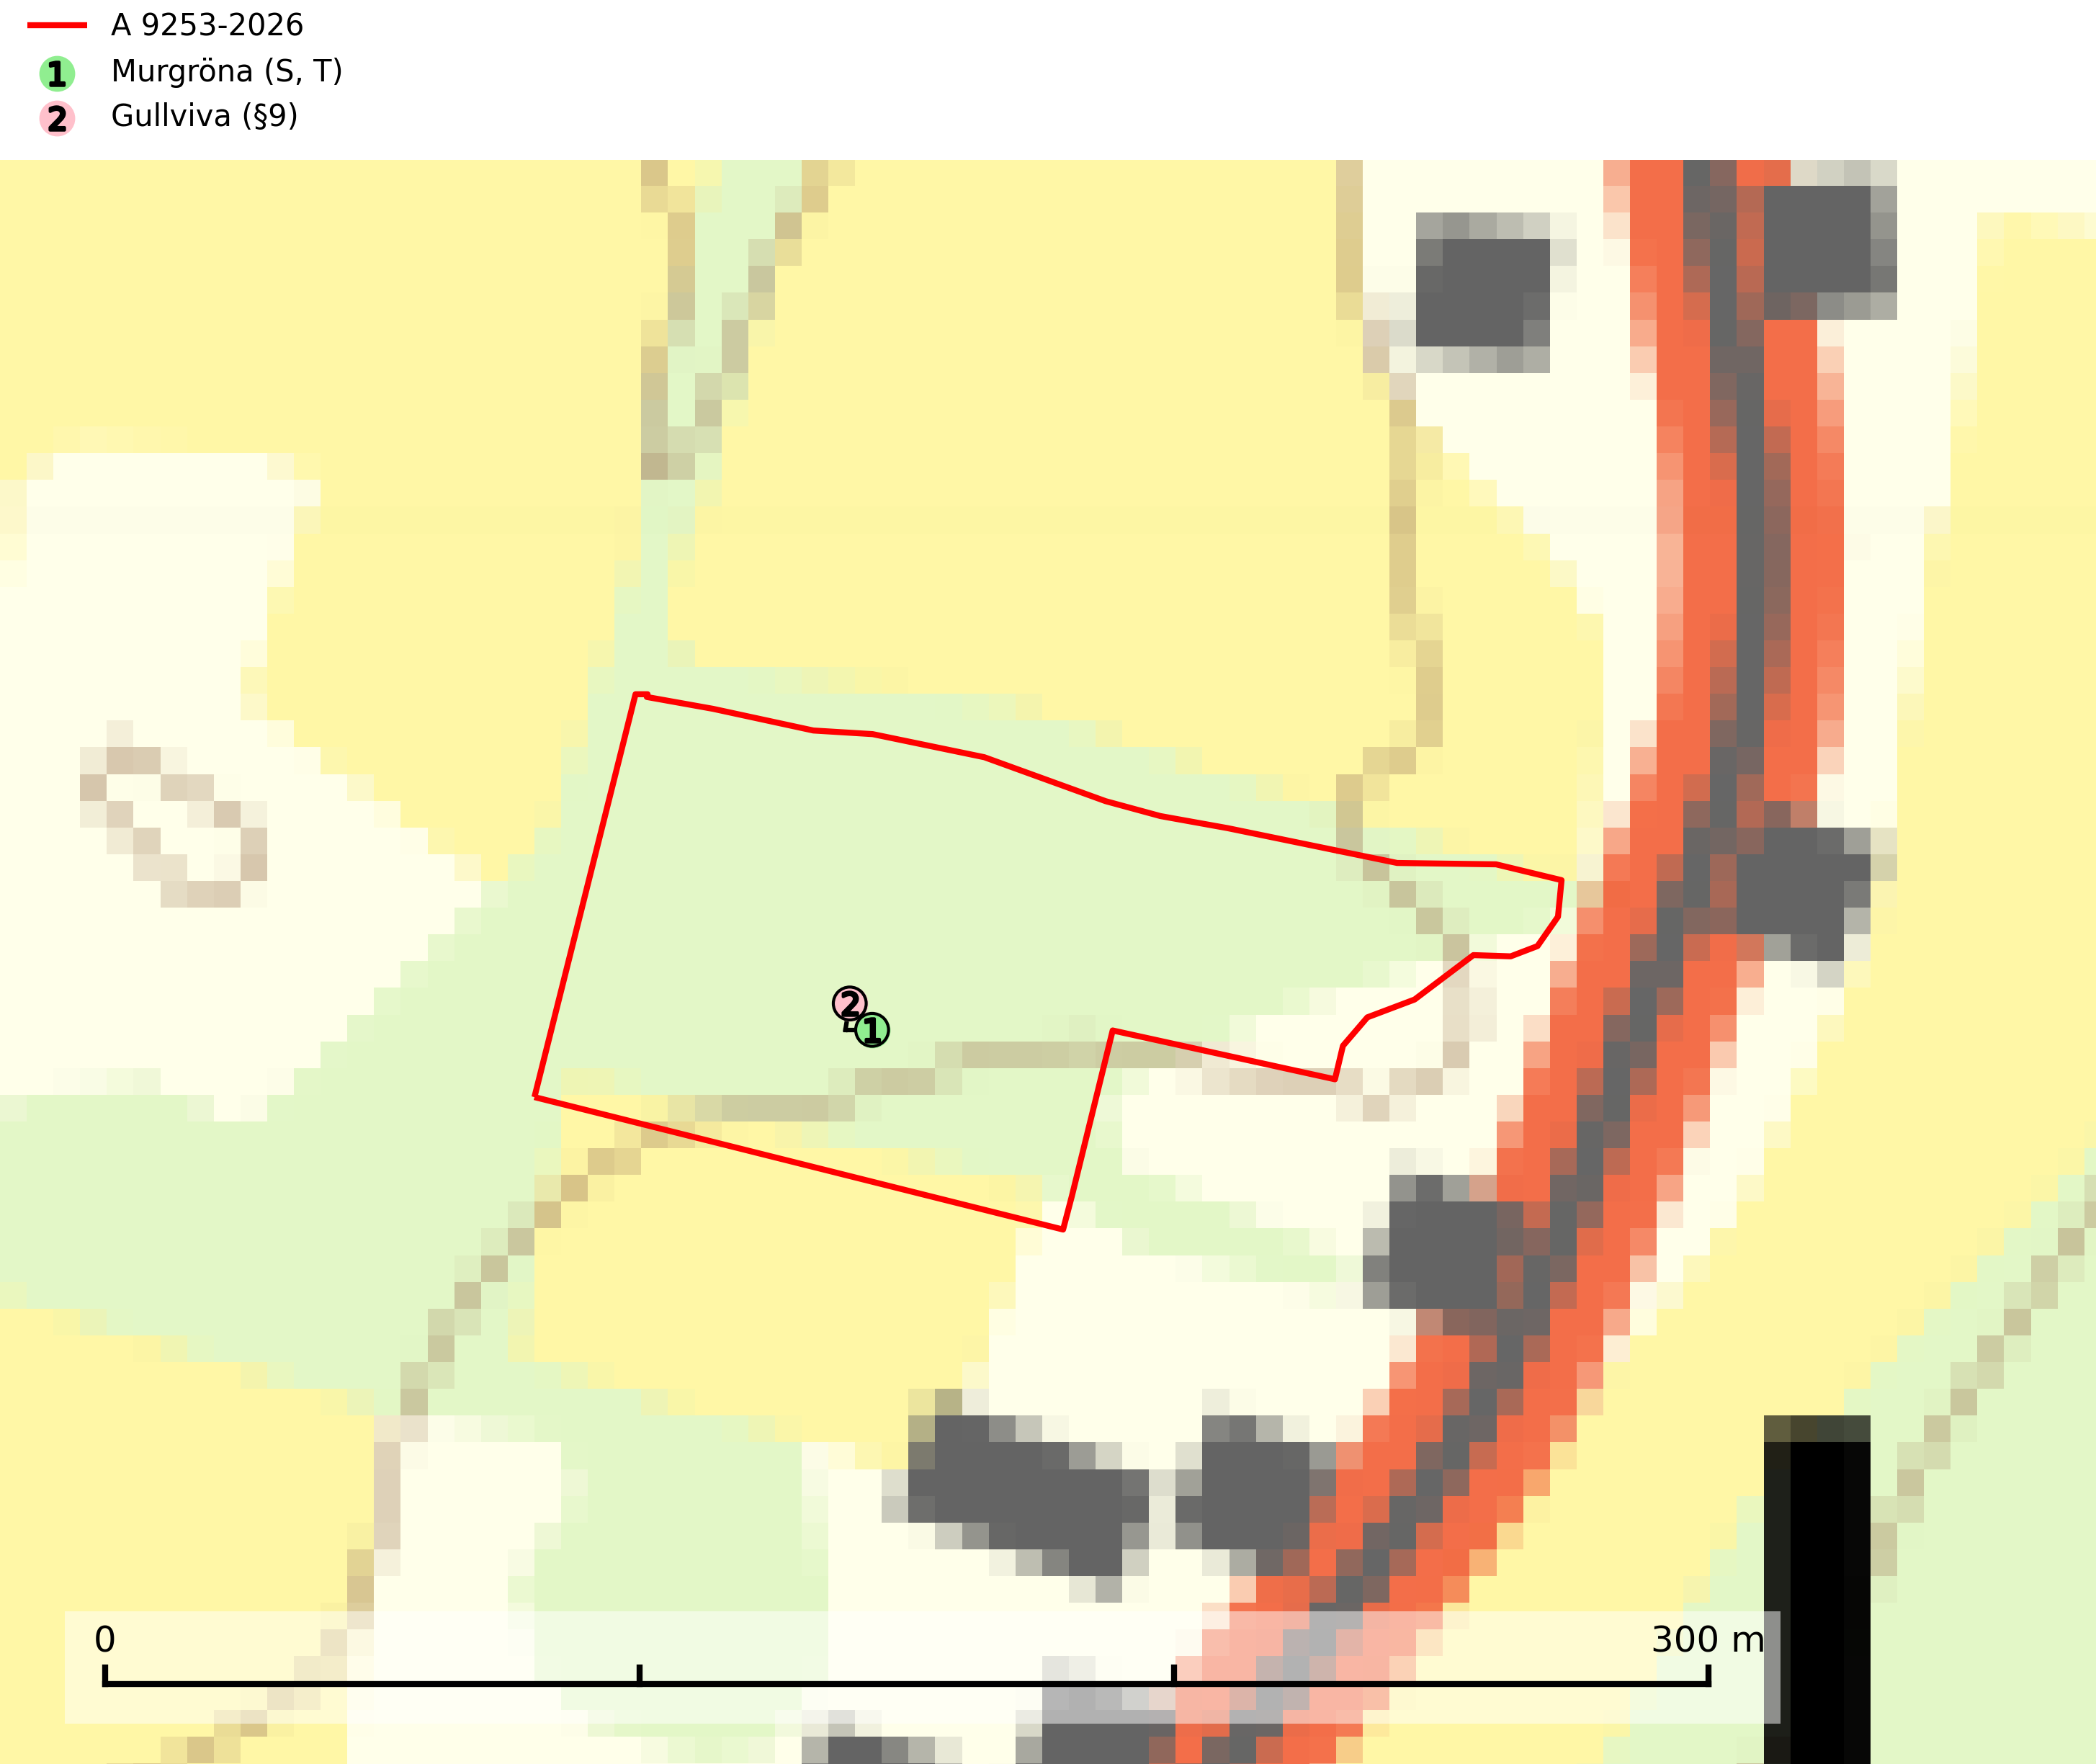 A 9253-2026
1 Murgröna (S, T)
2 Gullviva (§9)
2
1
0 300 m